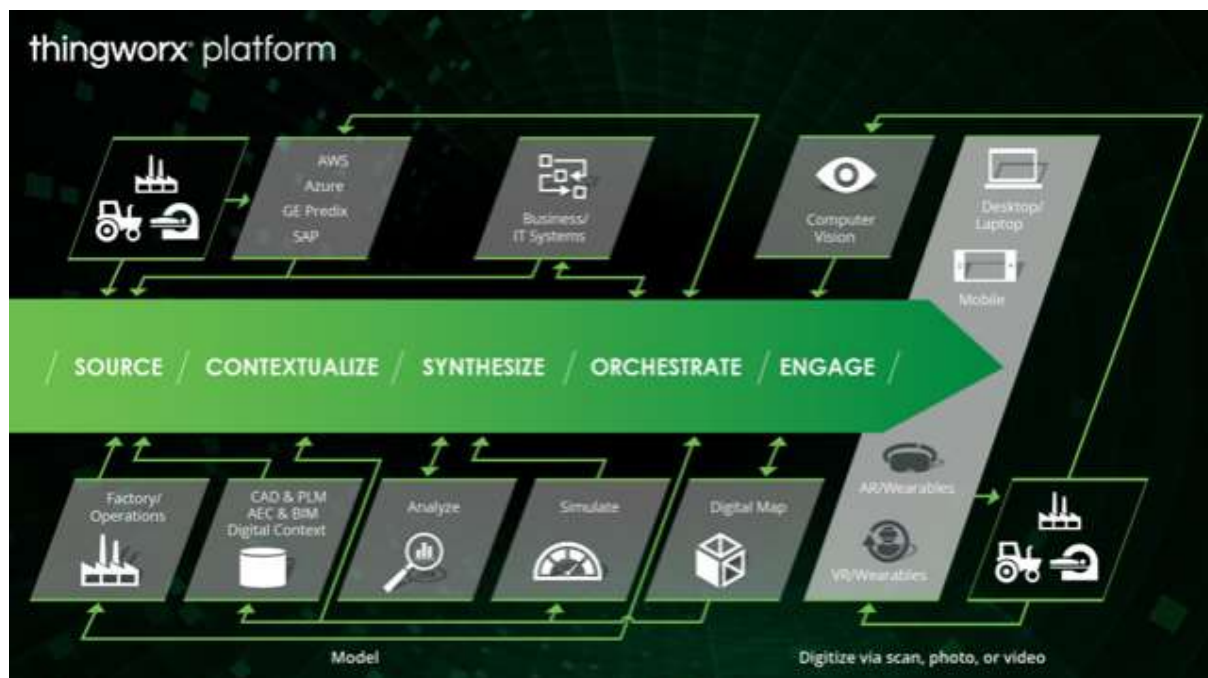 thingworx platform
AWS
Azure
GE Predix
SAP
Business/
IT Systems
Computer
Vision
Desktop/
Laptop
Mobile
/ SOURCE / CONTEXTUALIZE / SYNTHESIZE / ORCHESTRATE / ENGAGE /
Factory/
Operations
CAD & PLM
AEC & BIM
Digital Context
Analyze
Simulate
Digital Map
AR/Wearables
VR/Wearables
Model
Digitize via scan, photo, or video